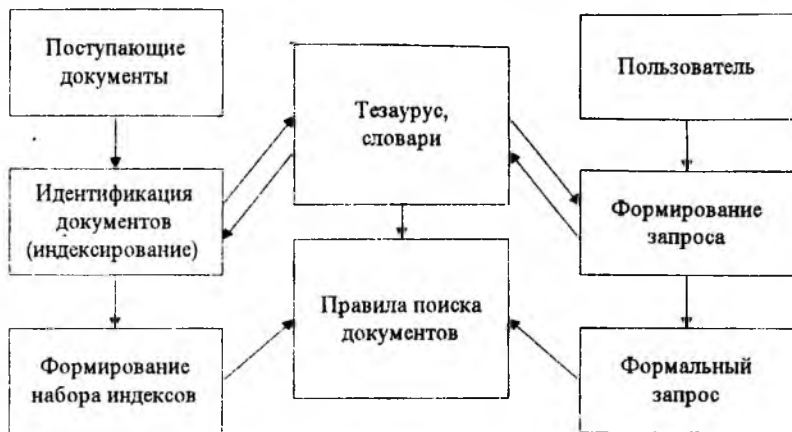 Поступающие
документы
Идентификация
документов
(индексирование)
Формирование
набора индексов
Тезаурус,
словари
Правила поиска
документов
Пользователь
Формирование
запроса
Формальный
запрос